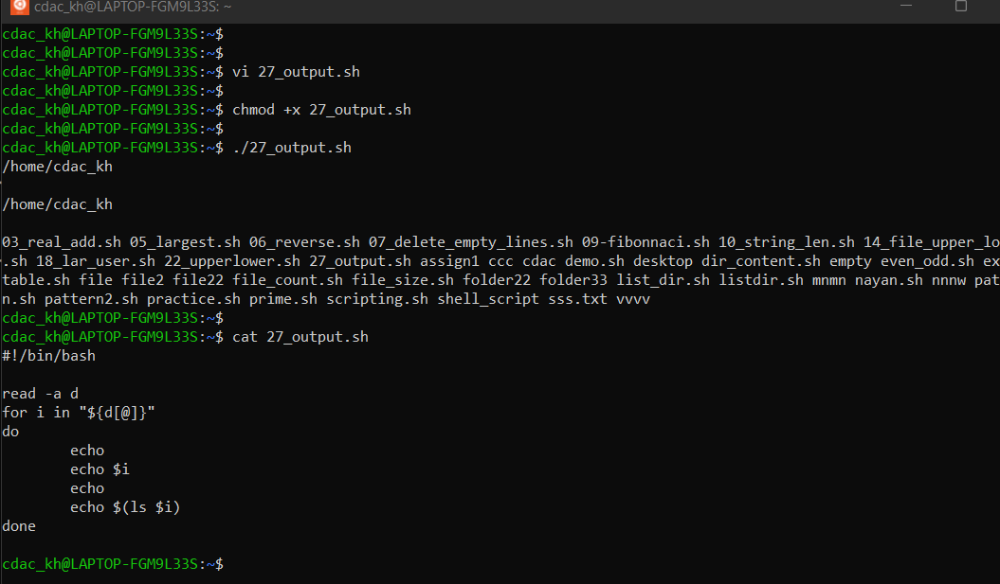 cdac_kh@LAPTOP-FGM9L33S: ~
cdac_kh@LAPTOP-FGM9L33S:~$
cdac_kh@LAPTOP-FGM9L33S:~$
cdac_kh@LAPTOP-FGM9L33S:~$ vi 27_output.sh
cdac_kh@LAPTOP-FGM9L33S:~$
cdac_kh@LAPTOP-FGM9L33S:~$ chmod +x 27_output.sh
cdac_kh@LAPTOP-FGM9L33S:~$
cdac_kh@LAPTOP-FGM9L33S:~$ ./27_output.sh
/home/cdac_kh
/home/cdac_kh
03_real_add.sh 05_largest.sh 06_reverse.sh 07_delete_empty_lines.sh 09-fibonnaci.sh 10_string_len.sh 14_file_upper_lo
.sh 18_lar_user.sh 22_upperlower.sh 27_output.sh assign1 ccc cdac demo.sh desktop dir_content.sh empty even_odd.sh ex
table.sh file file2 file22 file_count.sh file_size.sh folder22 folder33 list_dir.sh listdir.sh mnmn nayan.sh nnnw pat
n.sh pattern2.sh practice.sh prime.sh scripting.sh shell_script sss.txt vvvv
cdac_kh@LAPTOP-FGM9L33S:~$
cdac_kh@LAPTOP-FGM9L33S:~$ cat 27_output.sh
#!/bin/bash
read -a d
for i in "${d[@]}"
do
        echo
        echo $i
        echo
        echo $(ls $i)
done
cdac_kh@LAPTOP-FGM9L33S:~$